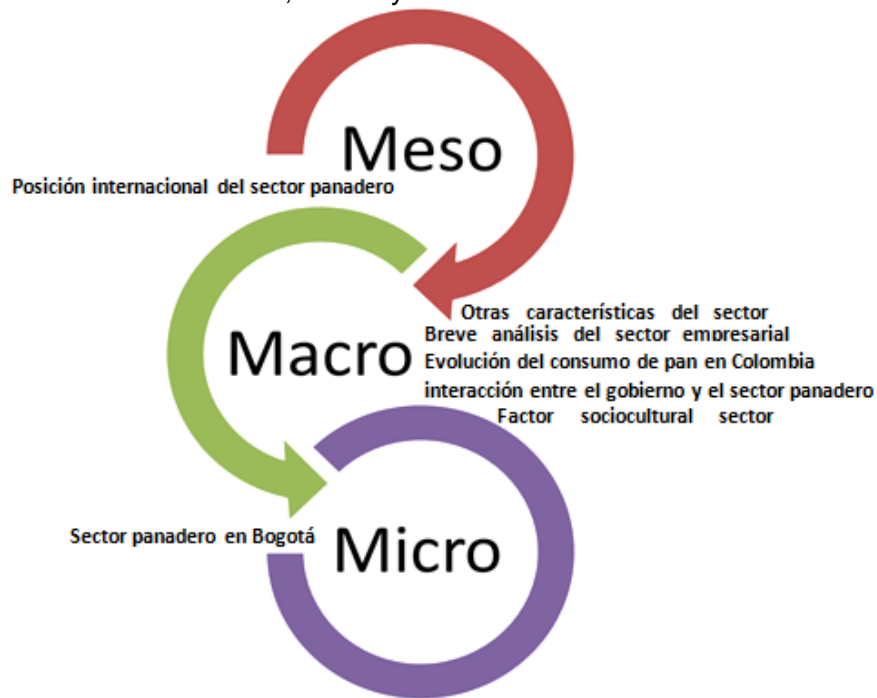 Meso
Posición internacional del sector panadero
Otras características del sector
Breve análisis del sector empresarial
Macro
Evolución del consumo de pan en Colombia
interacción entre el gobierno y el sector panadero
Factor sociocultural sector
Sector panadero en Bogotá
Micro